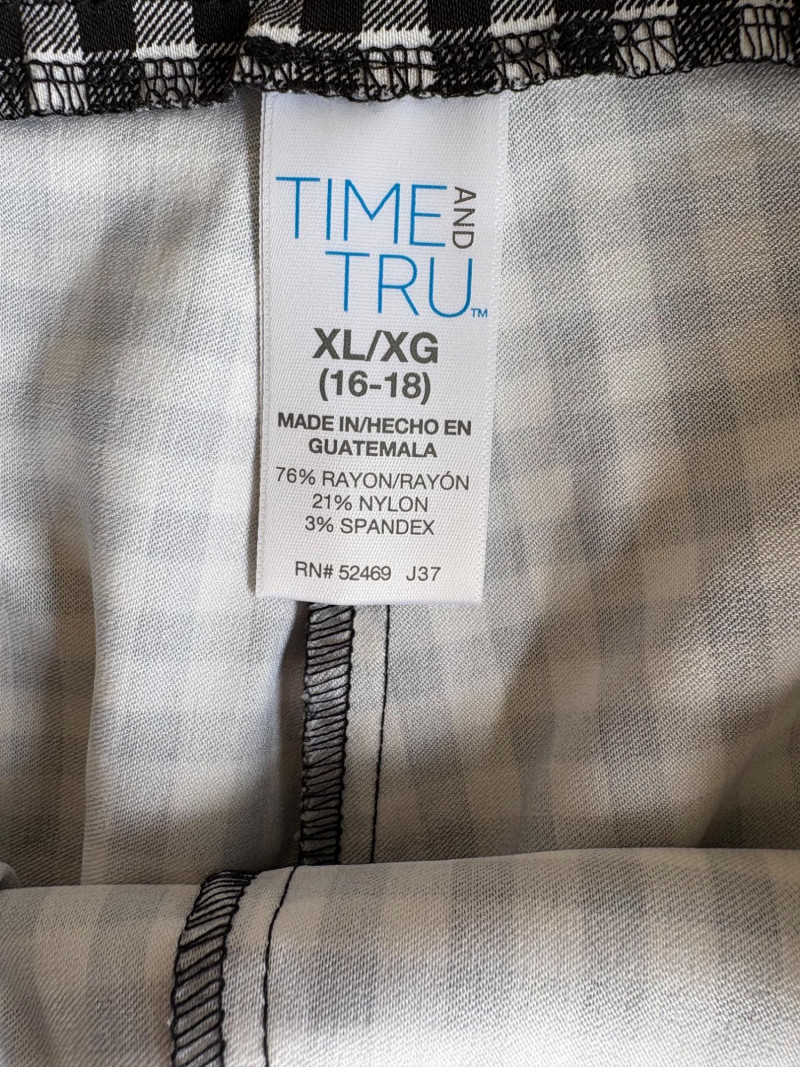 TIME AND
TRU™
XL/XG
(16-18)
MADE IN/HECHO EN
GUATEMALA
76% RAYON/RAYÓN
21% NYLON
3% SPANDEX
RN# 52469 J37